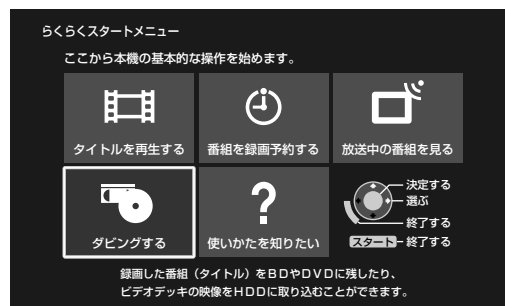 らくらくスタートメニュー
ここから本機の基本的な操作を始めます。
タイトルを再生する
番組を録画予約する
放送中の番組を見る
ダビングする
使いかたを知りたい
決定する
選ぶ
終了する
スタート 終了する
録画した番組（タイトル）をBDやDVDに残したり、
ビデオデッキの映像をHDDに取り込むことができます。